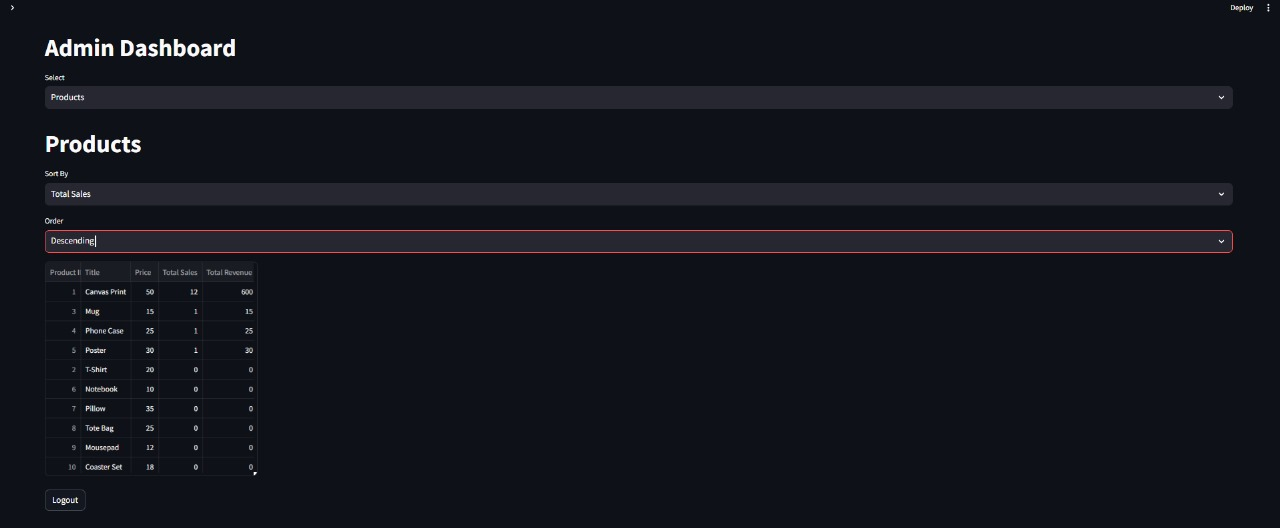 Deploy
Admin Dashboard
Select
Products
Products
Sort By
Total Sales
Order
Descending
Product I Title Price Total Sales Total Revenue
1 Canvas Print 50 12 600
3 Mug 15 1 15
4 Phone Case 25 1 25
5 Poster 30 1 30
2 T-Shirt 20 0 0
6 Notebook 10 0 0
7 Pillow 35 0 0
8 Tote Bag 25 0 0
9 Mousepad 12 0 0
10 Coaster Set 18 0 0
Logout